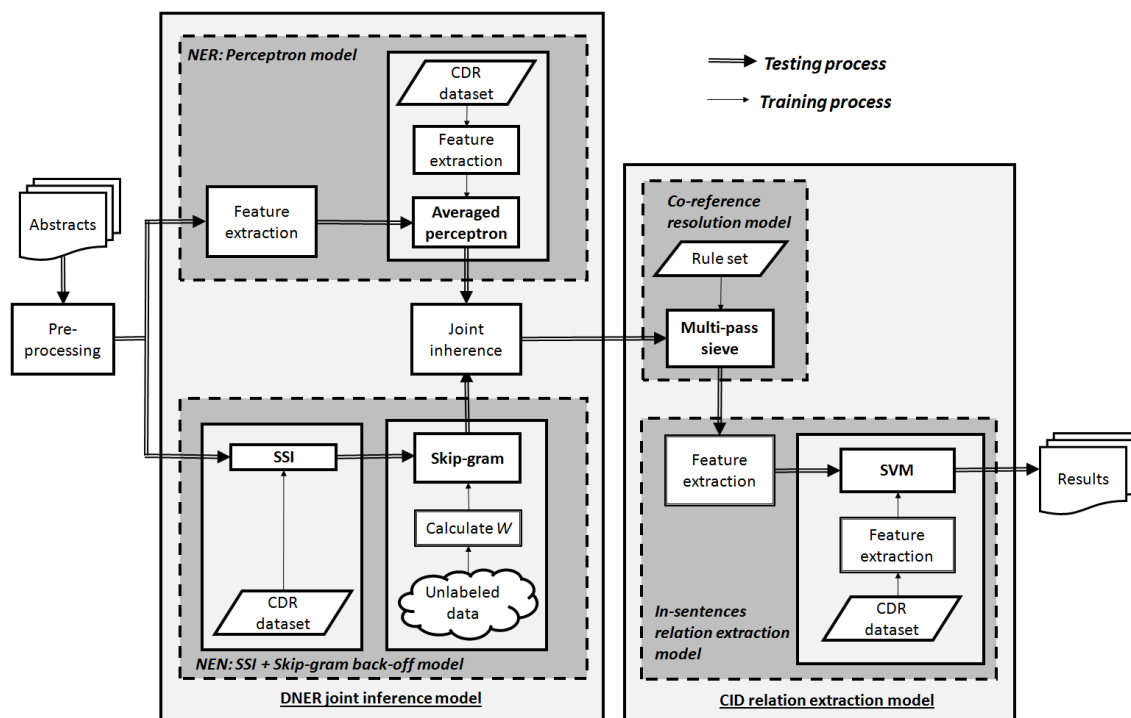 NER: Perceptron model
CDR
dataset
Feature
extraction
Averaged
perceptron
Feature
extraction
Testing process
Training process
Abstracts
Pre-
processing
Joint
inherence
Co-reference
resolution model
Rule set
Multi-pass
sieve
SSI
Skip-gram
Calculate W
Unlabeled
data
CDR
dataset
NEN: SSI + Skip-gram back-off model
DNER joint inference model
Feature
extraction
SVM
Feature
extraction
CDR
dataset
In-sentences
relation extraction
model
Results
CID relation extraction model